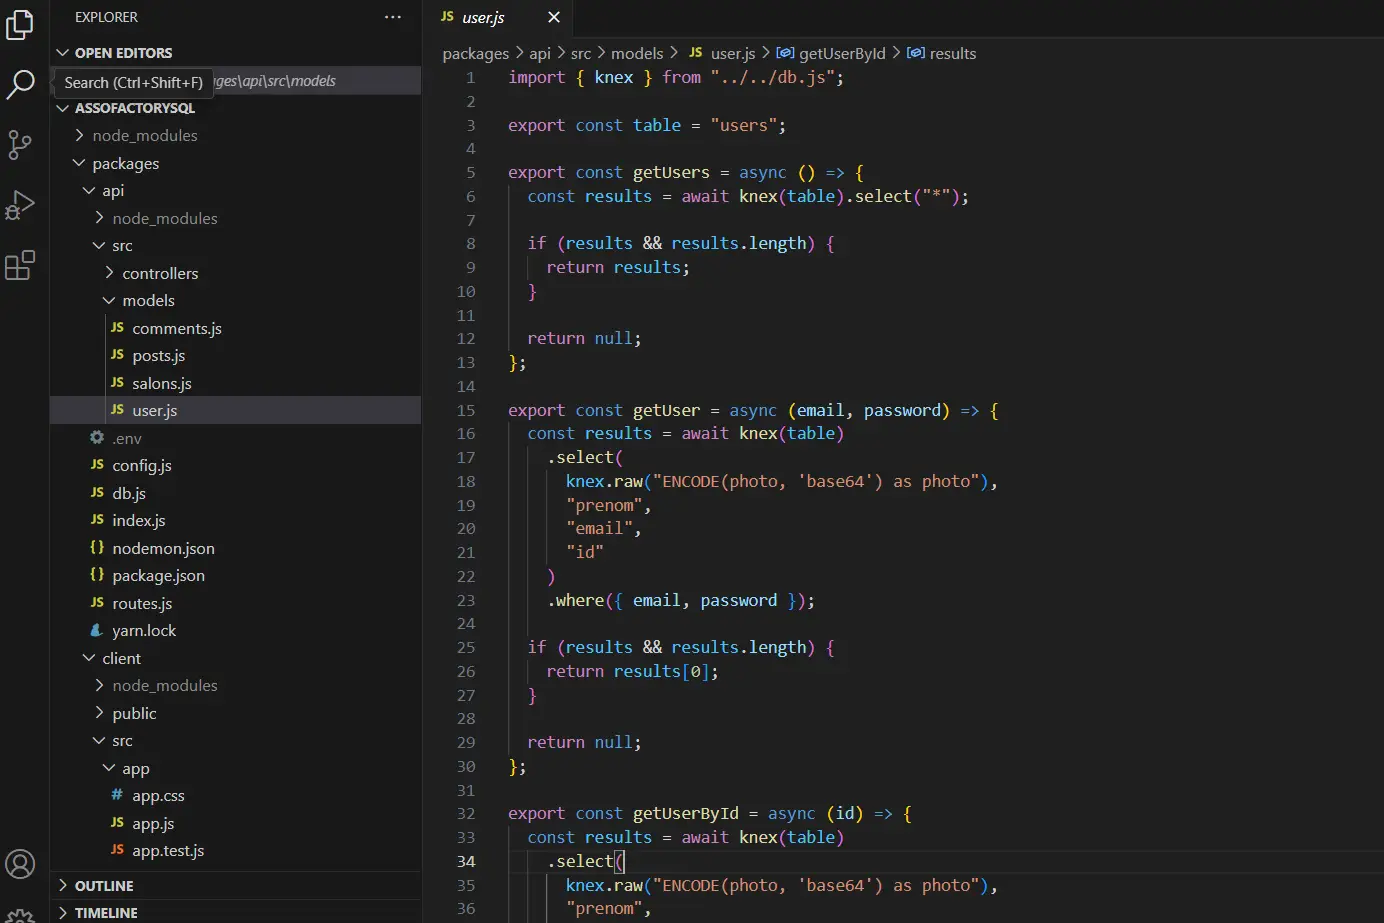 EXPLORER
OPEN EDITORS
Search (Ctrl+Shift+F)
ges\api\src\models
ASSOFACTORYSQL
node_modules
packages
api
node_modules
src
controllers
models
JS comments.js
JS posts.js
JS salons.js
JS user.js
.env
JS config.js
JS db.js
JS index.js
{} nodemon.json
{} package.json
JS routes.js
yarn.lock
client
node_modules
public
src
app
# app.css
JS app.js
JS app.test.js
OUTLINE
TIMELINE
JS user.js
packages > api > src > models > JS user.js > getUserById > results
1 import { knex } from "../../db.js";
2
3 export const table = "users";
4
5 export const getUsers = async () => {
6 const results = await knex(table).select("*");
7
8 if (results && results.length) {
9 return results;
10 }
11
12 return null;
13 };
14
15 export const getUser = async (email, password) => {
16 const results = await knex(table)
17 .select(
18 knex.raw("ENCODE(photo, 'base64') as photo"),
19 "prenom",
20 "email",
21 "id"
22 )
23 .where({ email, password });
24
25 if (results && results.length) {
26 return results[0];
27 }
28
29 return null;
30 };
31
32 export const getUserById = async (id) => {
33 const results = await knex(table)
34 .select(
35 knex.raw("ENCODE(photo, 'base64') as photo"),
36 "prenom",